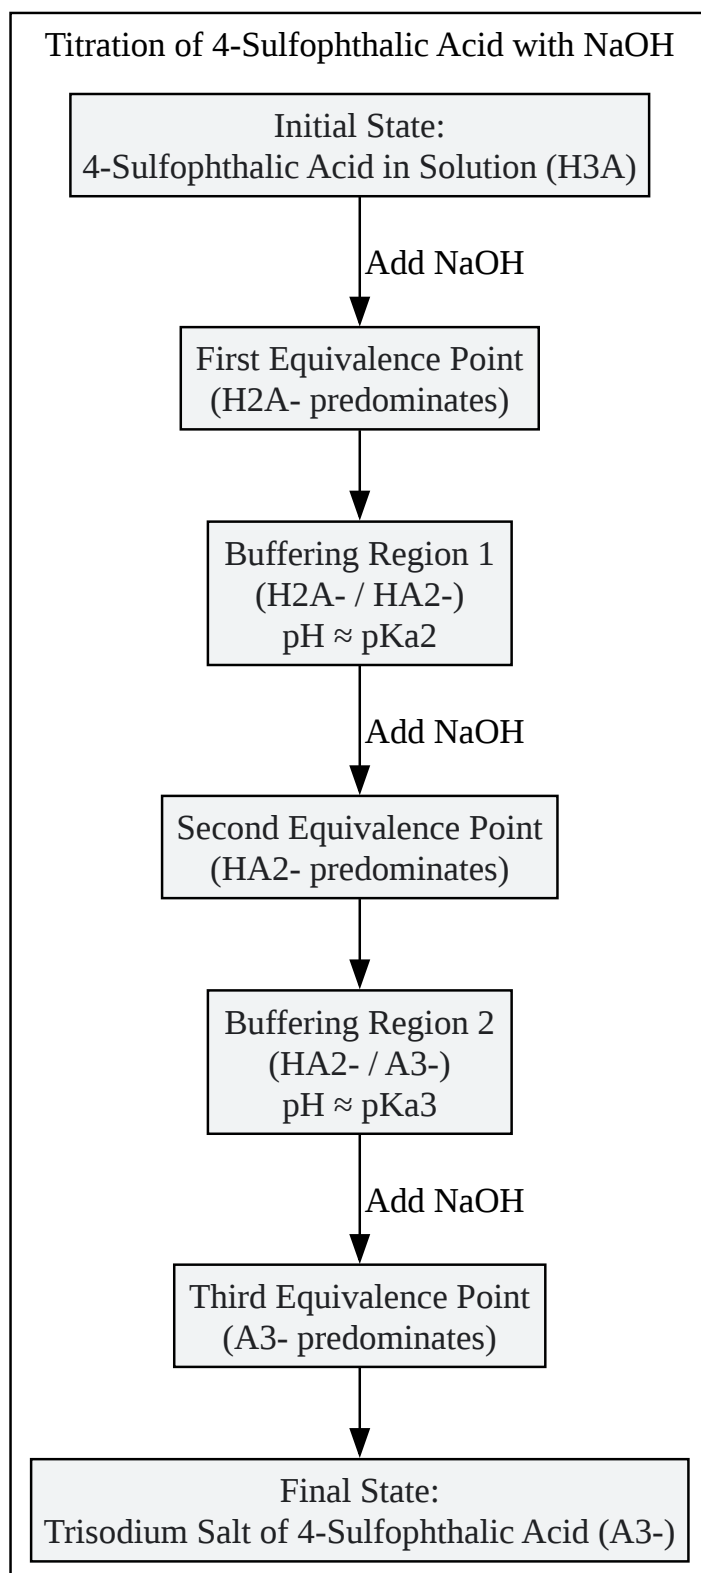 Titration of 4-Sulfophthalic Acid with NaOH
Initial State:
4-Sulfophthalic Acid in Solution (H3A)
Add NaOH
First Equivalence Point
(H2A- predominates)
Buffering Region 1
(H2A- / HA2-)
pH ≈ pKa2
Add NaOH
Second Equivalence Point
(HA2- predominates)
Buffering Region 2
(HA2- / A3-)
pH ≈ pKa3
Add NaOH
Third Equivalence Point
(A3- predominates)
Final State:
Trisodium Salt of 4-Sulfophthalic Acid (A3-)